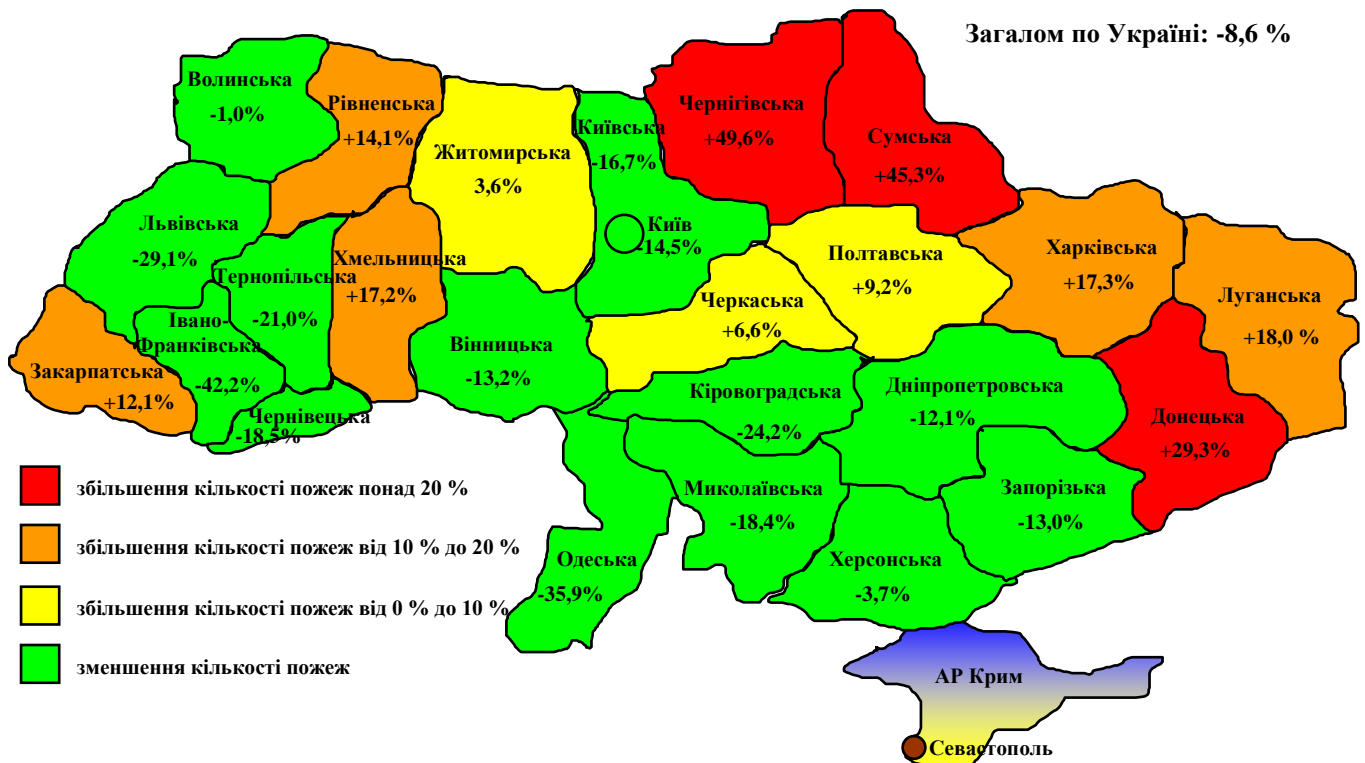 Загалом по Україні: -8,6 %
Волинська
-1,0%
Рівненська
+14,1%
Житомирська
3,6%
Київська
-16,7%
Київ
-14,5%
Чернігівська
+49,6%
Сумська
+45,3%
Львівська
-29,1%
Тернопільська
-21,0%
Хмельницька
+17,2%
Івано-
Франківська
-42,2%
Закарпатська
+12,1%
Чернівецька
-18,5%
Вінницька
-13,2%
Черкаська
+6,6%
Полтавська
+9,2%
Харківська
+17,3%
Луганська
+18,0 %
Кіровоградська
-24,2%
Дніпропетровська
-12,1%
Донецька
+29,3%
Миколаївська
-18,4%
Запорізька
-13,0%
Одеська
-35,9%
Херсонська
-3,7%
АР Крим
Севастополь
збільшення кількості пожеж понад 20 %
збільшення кількості пожеж від 10 % до 20 %
збільшення кількості пожеж від 0 % до 10 %
зменшення кількості пожеж